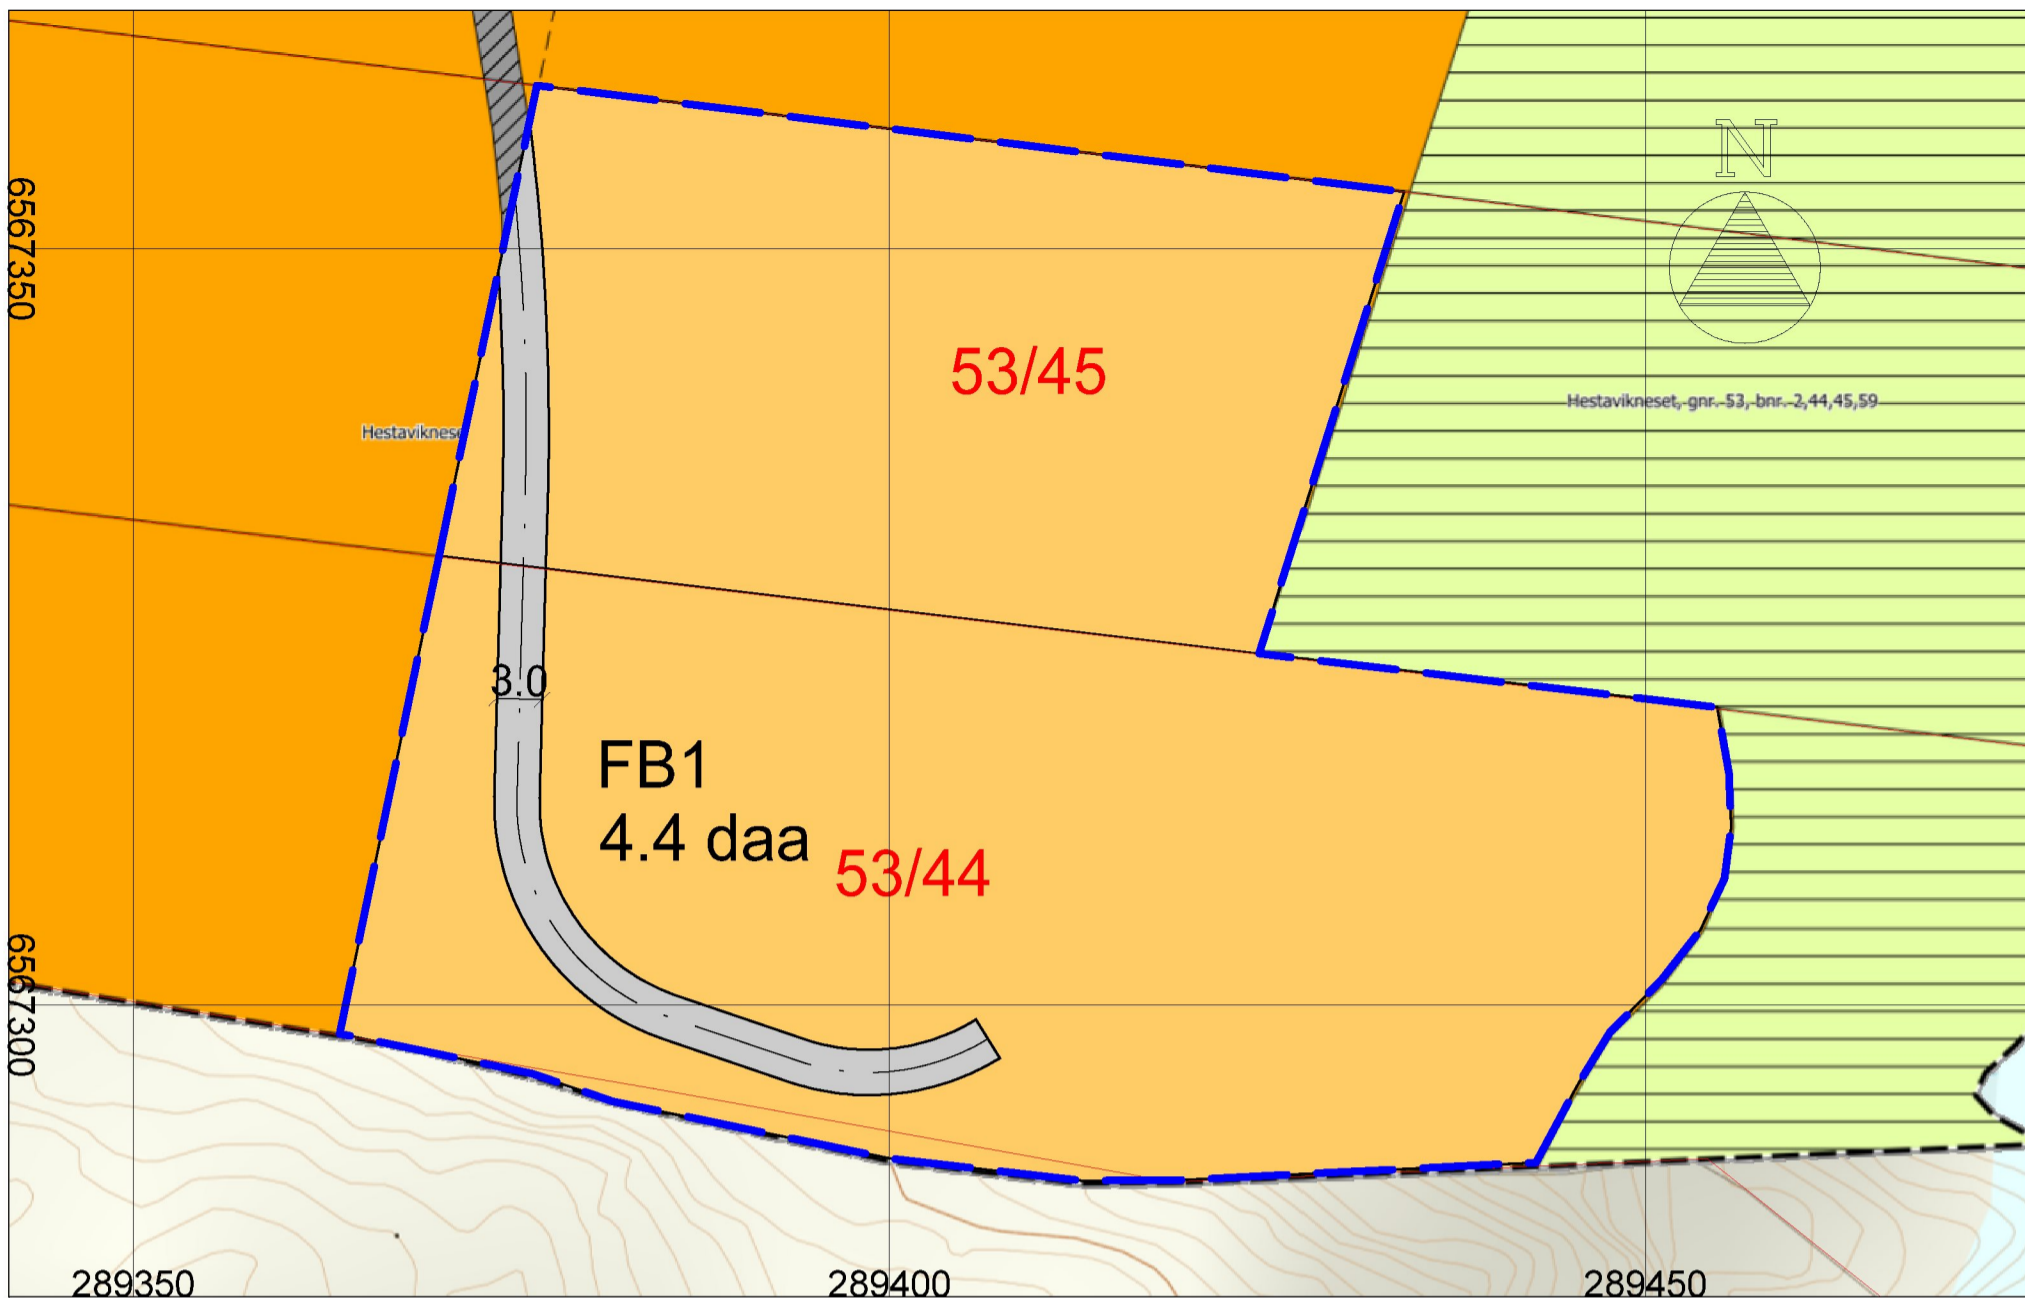 N
6567350
53/45
Hestavikneset, gnr. 53, bnr. 2,44,45,59
Hestaviknese
3.0
FB1
4.4 daa
53/44
6567300
289350
289400
289450